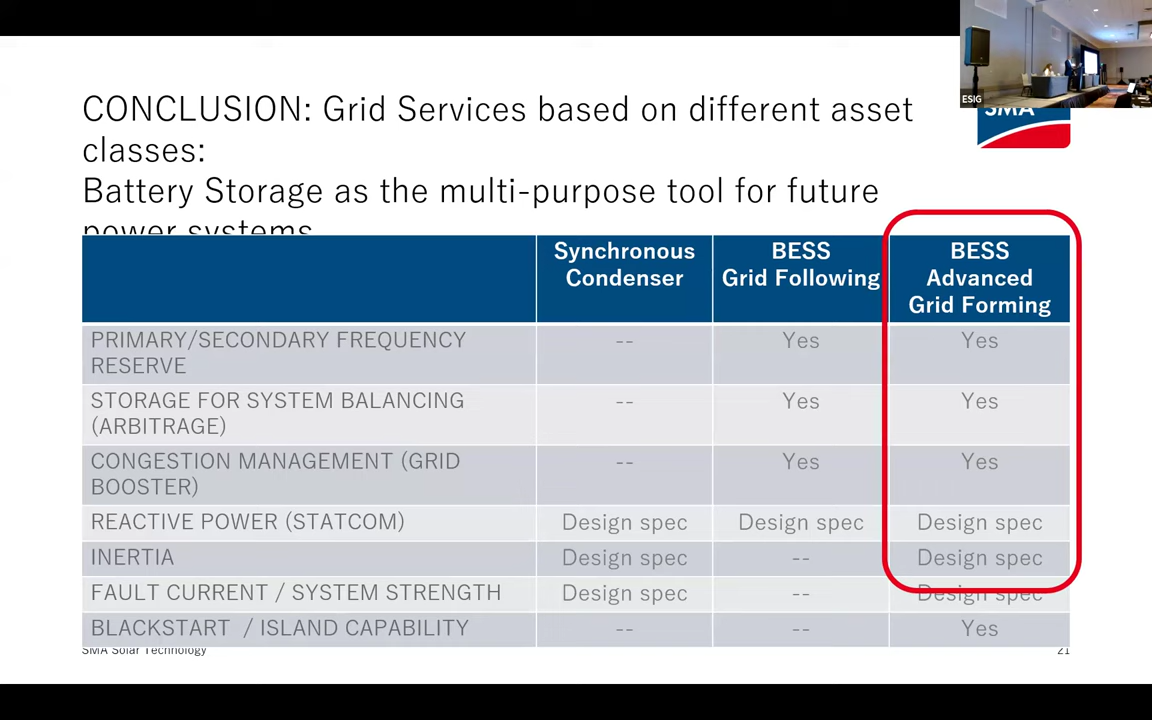 ESIG
SMA
CONCLUSION: Grid Services based on different asset
classes:
Battery Storage as the multi-purpose tool for future
power systems
Synchronous Condenser
BESS Grid Following
BESS Advanced Grid Forming
PRIMARY/SECONDARY FREQUENCY RESERVE -- Yes Yes
STORAGE FOR SYSTEM BALANCING (ARBITRAGE) -- Yes Yes
CONGESTION MANAGEMENT (GRID BOOSTER) -- Yes Yes
REACTIVE POWER (STATCOM) Design spec Design spec Design spec
INERTIA Design spec -- Design spec
FAULT CURRENT / SYSTEM STRENGTH Design spec -- Design spec
BLACKSTART / ISLAND CAPABILITY -- -- Yes
SMA Solar Technology
21